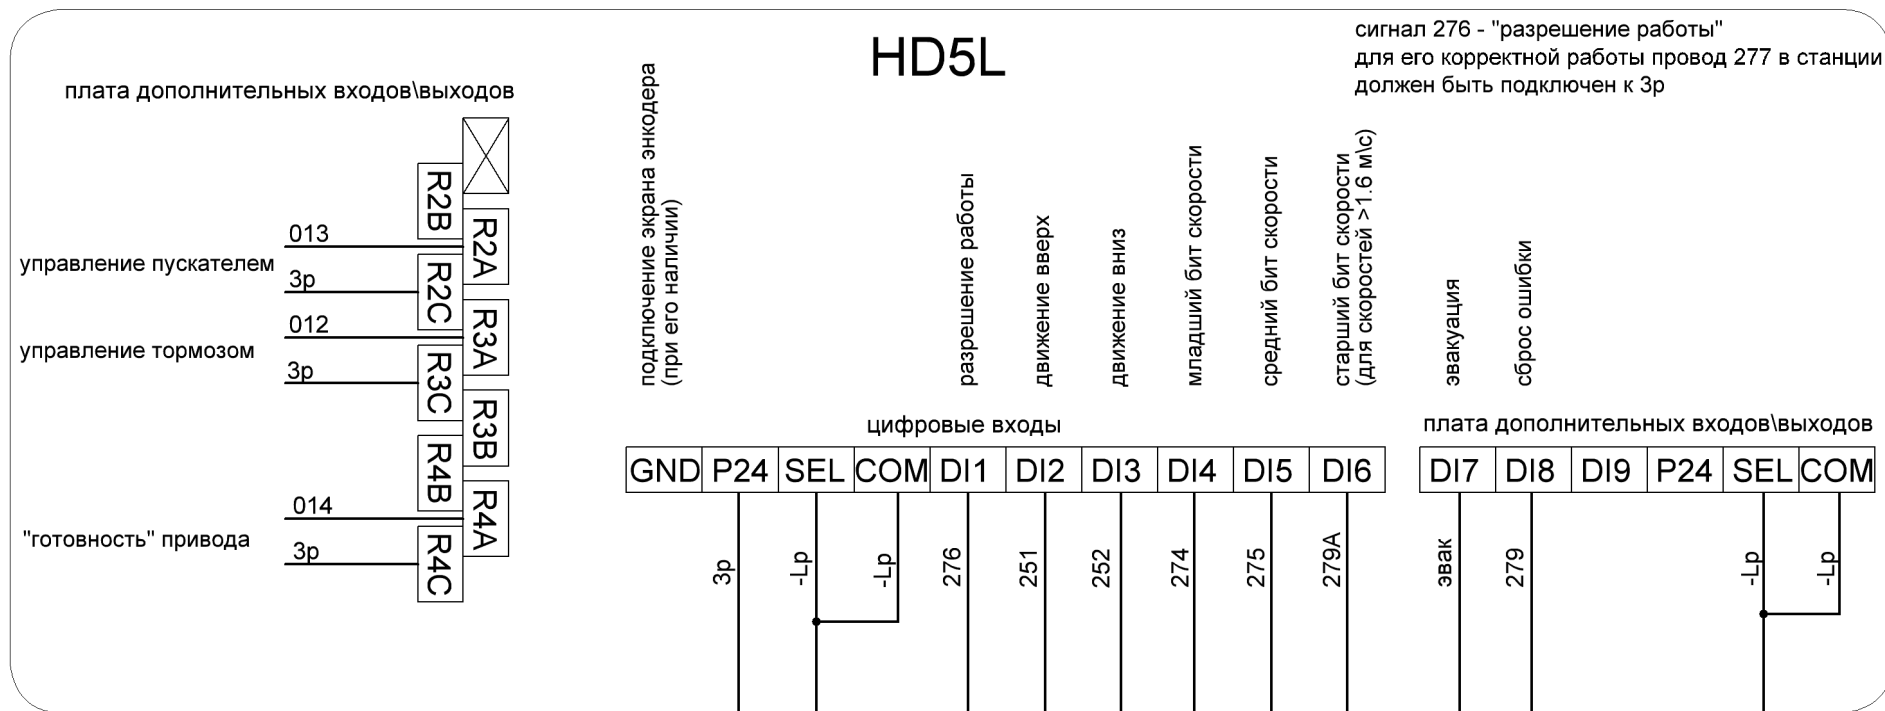 HD5L
сигнал 276 - "разрешение работы"
для его корректной работы провод 277 в станции
должен быть подключен к 3р
плата дополнительных входов\выходов
R2B
R2A
013
управление пускателем
3р
R2C
012
R3A
управление тормозом
3р
R3C
R3B
R4B
014
R4A
"готовность" привода
3р
R4C
подключение экрана энкодера
(при его наличии)
разрешение работы
движение вверх
движение вниз
младший бит скорости
средний бит скорости
старший бит скорости
(для скоростей >1.6 м\с)
эвакуация
сброс ошибки
цифровые входы
GND P24 SEL COM DI1 DI2 DI3 DI4 DI5 DI6
3р -Lp -Lp 276 251 252 274 275 279A
плата дополнительных входов\выходов
DI7 DI8 DI9 P24 SEL COM
эвак 279 -Lp -Lp